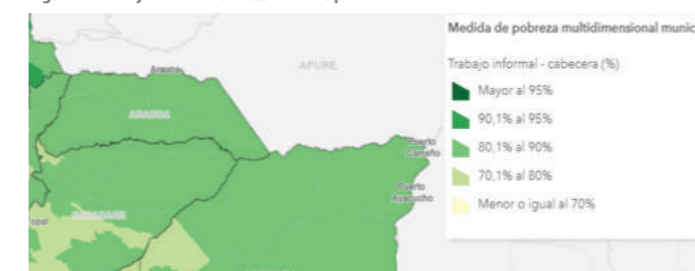 Medida de pobreza multidimensional munic
Trabajo informal - cabecera (%)
Mayor al 95%
90,1% al 95%
80,1% al 90%
70,1% al 80%
Menor o igual al 70%
APURE
Arauca
ARAUCA
Puerto
Carreño
Puerto
Ayacucho
opal
CASANARE